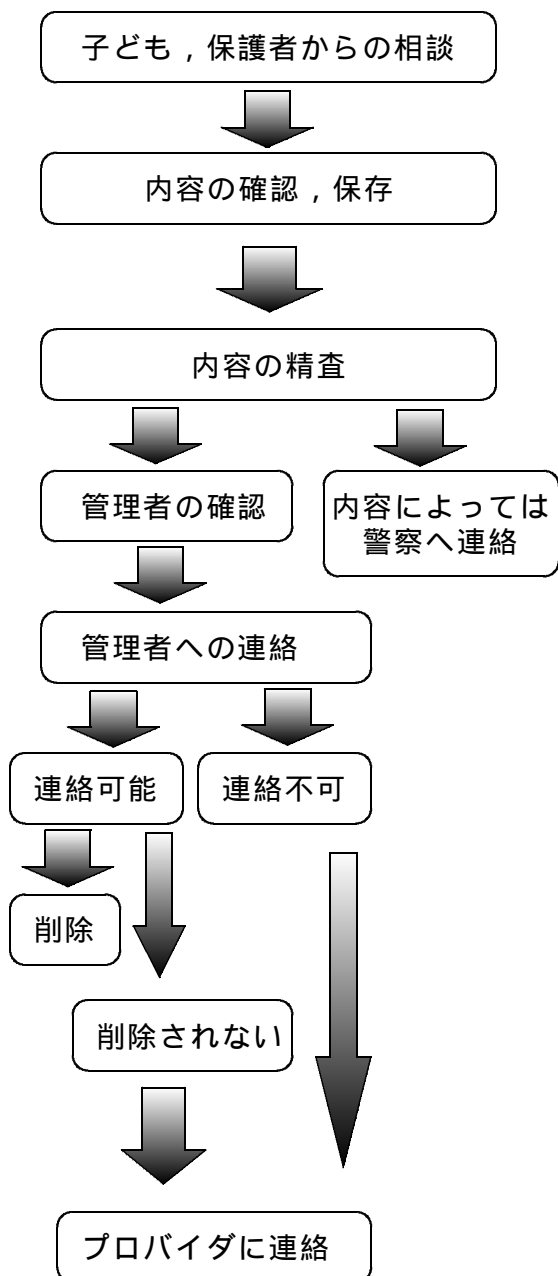 子ども，保護者からの相談
内容の確認，保存
内容の精査
管理者の確認
内容によっては
警察へ連絡
管理者への連絡
連絡可能
連絡不可
削除
削除されない
プロバイダに連絡